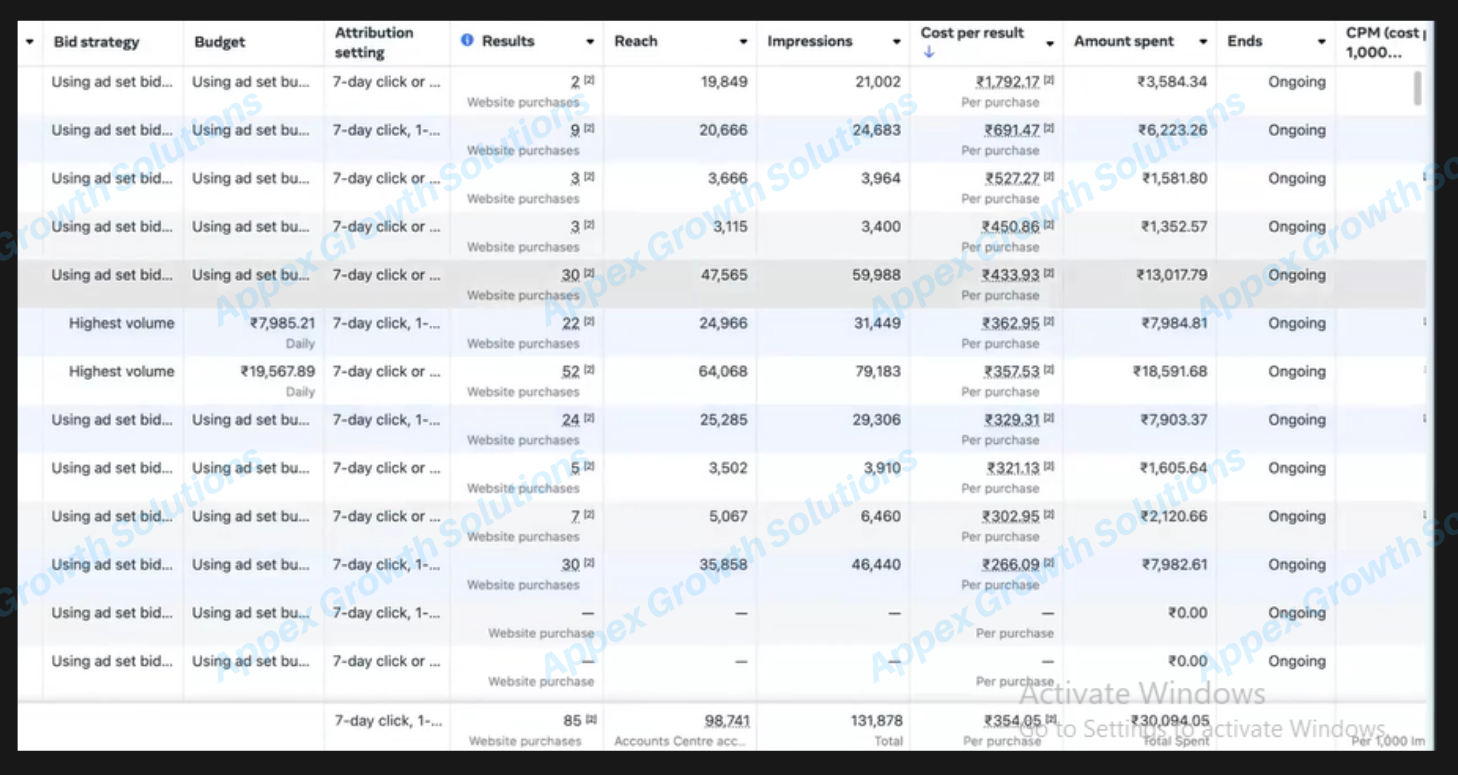 Bid strategy Budget Attribution setting Results Reach Impressions Cost per result Amount spent Ends CPM (cost p 1,000...
Using ad set bid... Using ad set bu... 7-day click or ... 2 [2] 19,849 21,002 ₹1,792.17 [2] ₹3,584.34 Ongoing
Website purchases Per purchase
Using ad set bid... Using ad set bu... 7-day click, 1-... 9 [2] 20,666 24,683 ₹691.47 [2] ₹6,223.26 Ongoing
Website purchases Per purchase
Using ad set bid... Using ad set bu... 7-day click or ... 3 [2] 3,666 3,964 ₹527.27 [2] ₹1,581.80 Ongoing
Website purchases Per purchase
Using ad set bid... Using ad set bu... 7-day click or ... 3 [2] 3,115 3,400 ₹450.86 [2] ₹1,352.57 Ongoing
Website purchases Per purchase
Using ad set bid... Using ad set bu... 7-day click or ... 30 [2] 47,565 59,988 ₹433.93 [2] ₹13,017.79 Ongoing
Website purchases Per purchase
Highest volume ₹7,985.21 7-day click, 1-... 22 [2] 24,966 31,449 ₹362.95 [2] ₹7,984.81 Ongoing
Daily Website purchases Per purchase
Highest volume ₹19,567.89 7-day click or ... 52 [2] 64,068 79,183 ₹357.53 [2] ₹18,591.68 Ongoing
Daily Website purchases Per purchase
Using ad set bid... Using ad set bu... 7-day click, 1-... 24 [2] 25,285 29,306 ₹329.31 [2] ₹7,903.37 Ongoing
Website purchases Per purchase
Using ad set bid... Using ad set bu... 7-day click or ... 5 [2] 3,502 3,910 ₹321.13 [2] ₹1,605.64 Ongoing
Website purchases Per purchase
Using ad set bid... Using ad set bu... 7-day click or ... 7 [2] 5,067 6,460 ₹302.95 [2] ₹2,120.66 Ongoing
Website purchases Per purchase
Using ad set bid... Using ad set bu... 7-day click, 1-... 30 [2] 35,858 46,440 ₹266.09 [2] ₹7,982.61 Ongoing
Website purchases Per purchase
Using ad set bid... Using ad set bu... 7-day click, 1-... — — — — ₹0.00 Ongoing
Website purchase Per purchase
Using ad set bid... Using ad set bu... 7-day click or ... — — — — ₹0.00 Ongoing
Website purchase Per purchase
7-day click, 1-... 85 [2] 98,741 131,878 ₹354.05 [2] ₹30,094.05
Website purchases Accounts Centre acc... Total Per purchase Total Spent Per 1,000 Im
Activate Windows
Go to Settings to activate Windows.
Appex Growth Solutions
Appex Growth Solutions
Appex Growth Solutions
Appex Growth Solutions
Appex Growth Solutions
Appex Growth Solutions
Appex Growth Solutions
Appex Growth Solutions